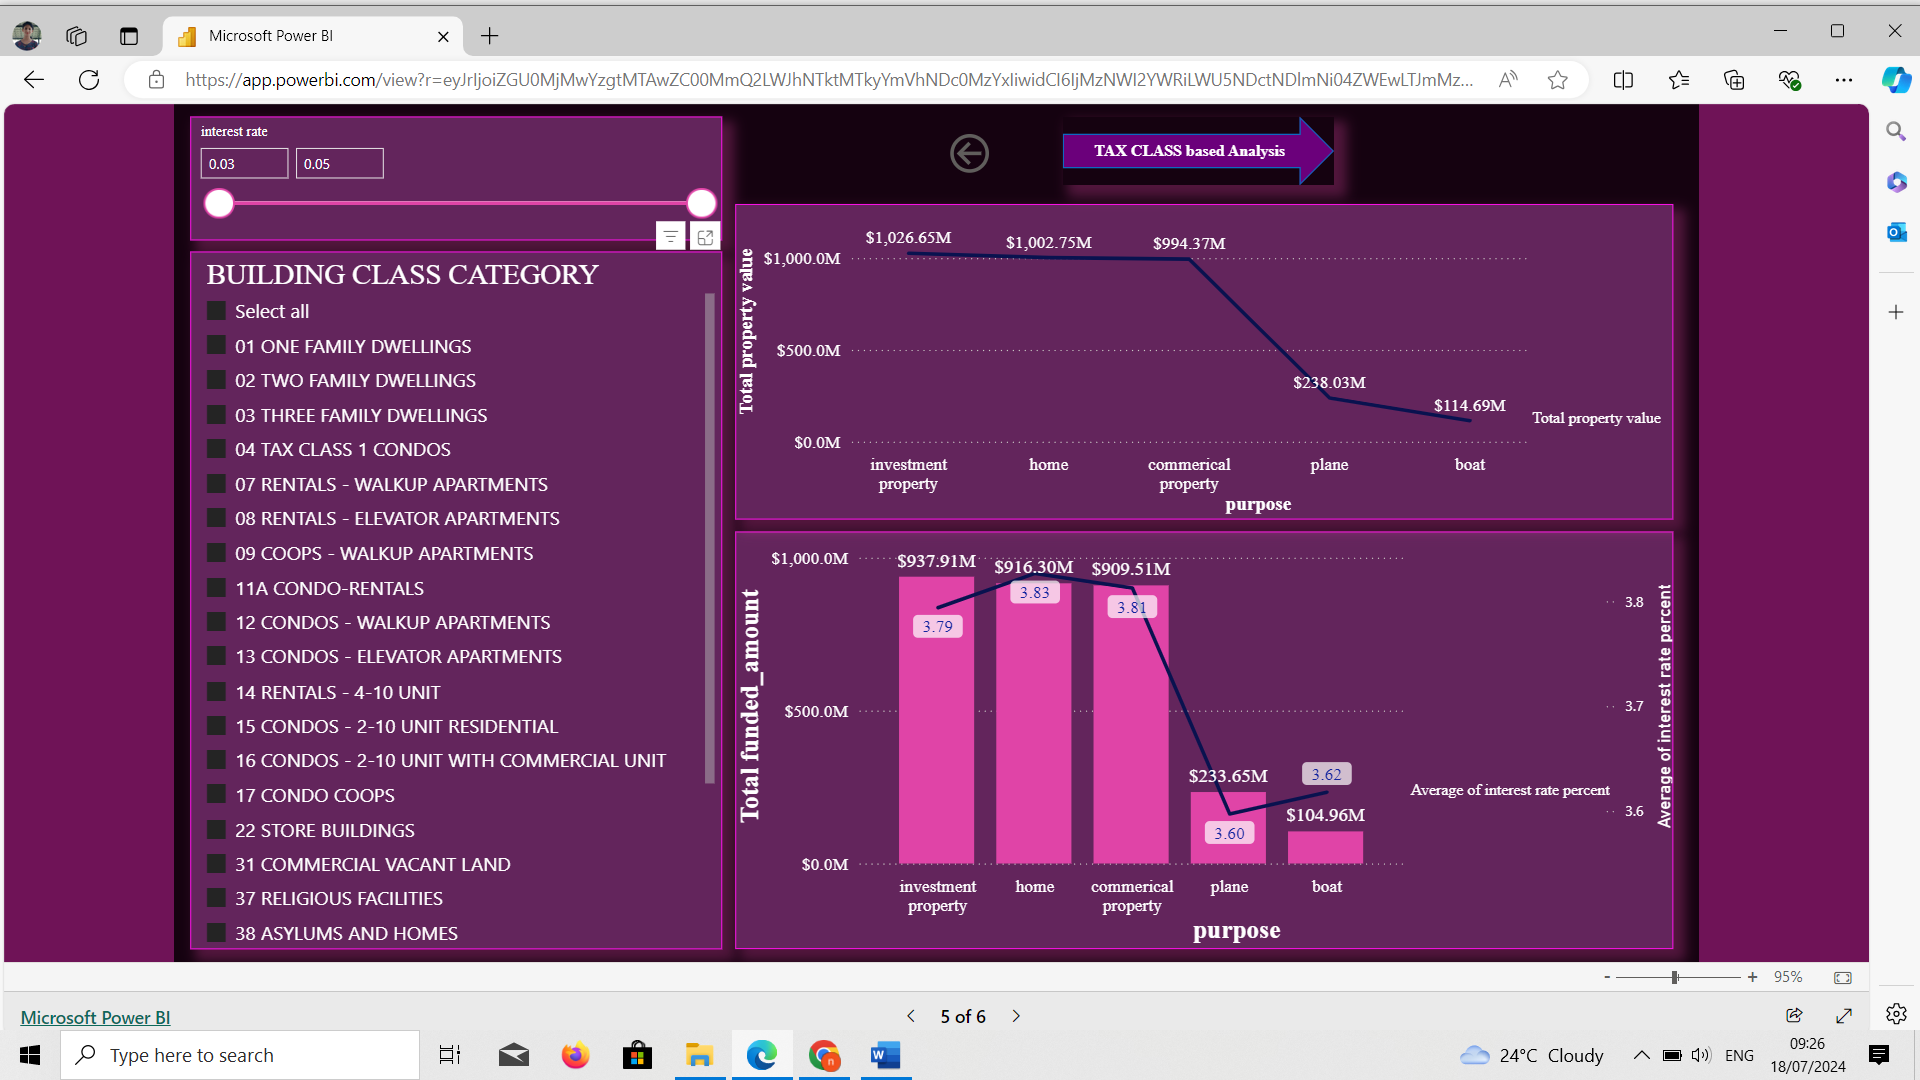 Microsoft Power BI
https://app.powerbi.com/view?r=eyJrIjoiZGU0MjMwYzgtMTAwZC00MmQ2LWJhNTktMTkyYmVhNDc0MzYxIiwidCI6IjMzNWI2YWRiLWU5NDctNDlmNi04ZWEwLTJmMz...
interest rate
0.03 0.05
TAX CLASS based Analysis
BUILDING CLASS CATEGORY
Select all
01 ONE FAMILY DWELLINGS
02 TWO FAMILY DWELLINGS
03 THREE FAMILY DWELLINGS
04 TAX CLASS 1 CONDOS
07 RENTALS - WALKUP APARTMENTS
08 RENTALS - ELEVATOR APARTMENTS
09 COOPS - WALKUP APARTMENTS
11A CONDO-RENTALS
12 CONDOS - WALKUP APARTMENTS
13 CONDOS - ELEVATOR APARTMENTS
14 RENTALS - 4-10 UNIT
15 CONDOS - 2-10 UNIT RESIDENTIAL
16 CONDOS - 2-10 UNIT WITH COMMERCIAL UNIT
17 CONDO COOPS
22 STORE BUILDINGS
31 COMMERCIAL VACANT LAND
37 RELIGIOUS FACILITIES
38 ASYLUMS AND HOMES
Total property value
$1,026.65M $1,002.75M $994.37M
$1,000.0M
$500.0M
$238.03M
$114.69M
Total property value
$0.0M
investment property home commerical property plane boat
purpose
Total funded_amount
$1,000.0M $937.91M $916.30M $909.51M
3.79 3.83 3.81
3.8
3.7
$500.0M
$233.65M 3.62
Average of interest rate percent
3.6
$104.96M
3.60
$0.0M
Average of interest rate percent
investment property home commerical property plane boat
purpose
- + 95%
Microsoft Power BI
5 of 6
Type here to search
24°C Cloudy
ENG
09:26
18/07/2024